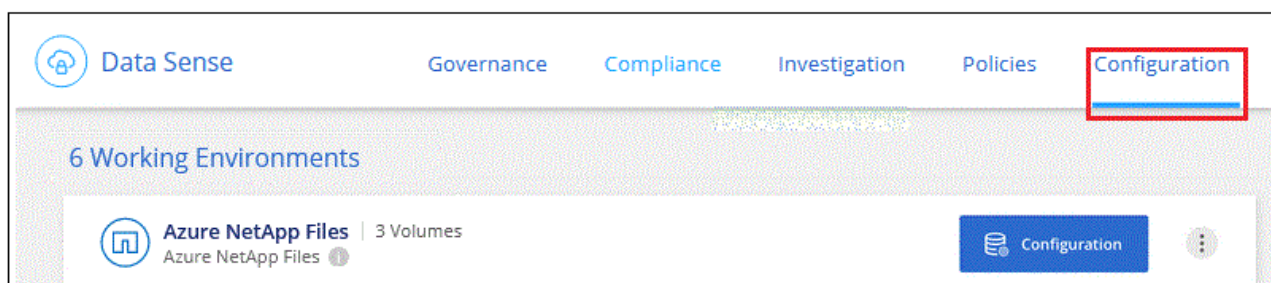 Data Sense Governance Compliance Investigation Policies Configuration
6 Working Environments
Azure NetApp Files | 3 Volumes
Azure NetApp Files
Configuration